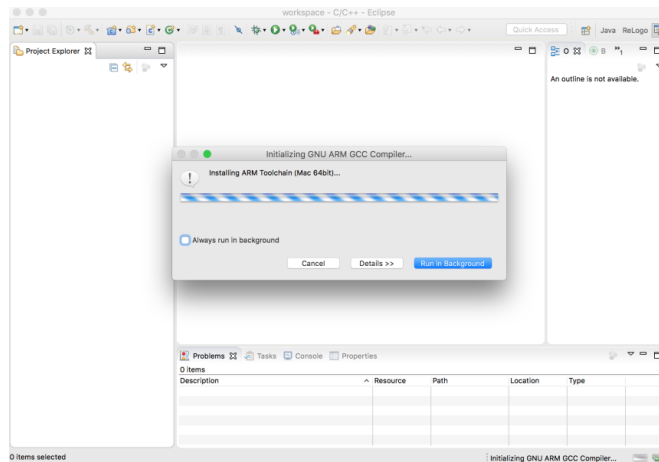 workspace - C/C++ - Eclipse
Quick Access
Java
ReLogo
Project Explorer
O
B
"1
An outline is not available.
Initializing GNU ARM GCC Compiler...
Installing ARM Toolchain (Mac 64bit)...
Always run in background
Cancel
Details >>
Run in Background
Problems
Tasks
Console
Properties
0 items
Description
Resource
Path
Location
Type
0 items selected
Initializing GNU ARM GCC Compiler...